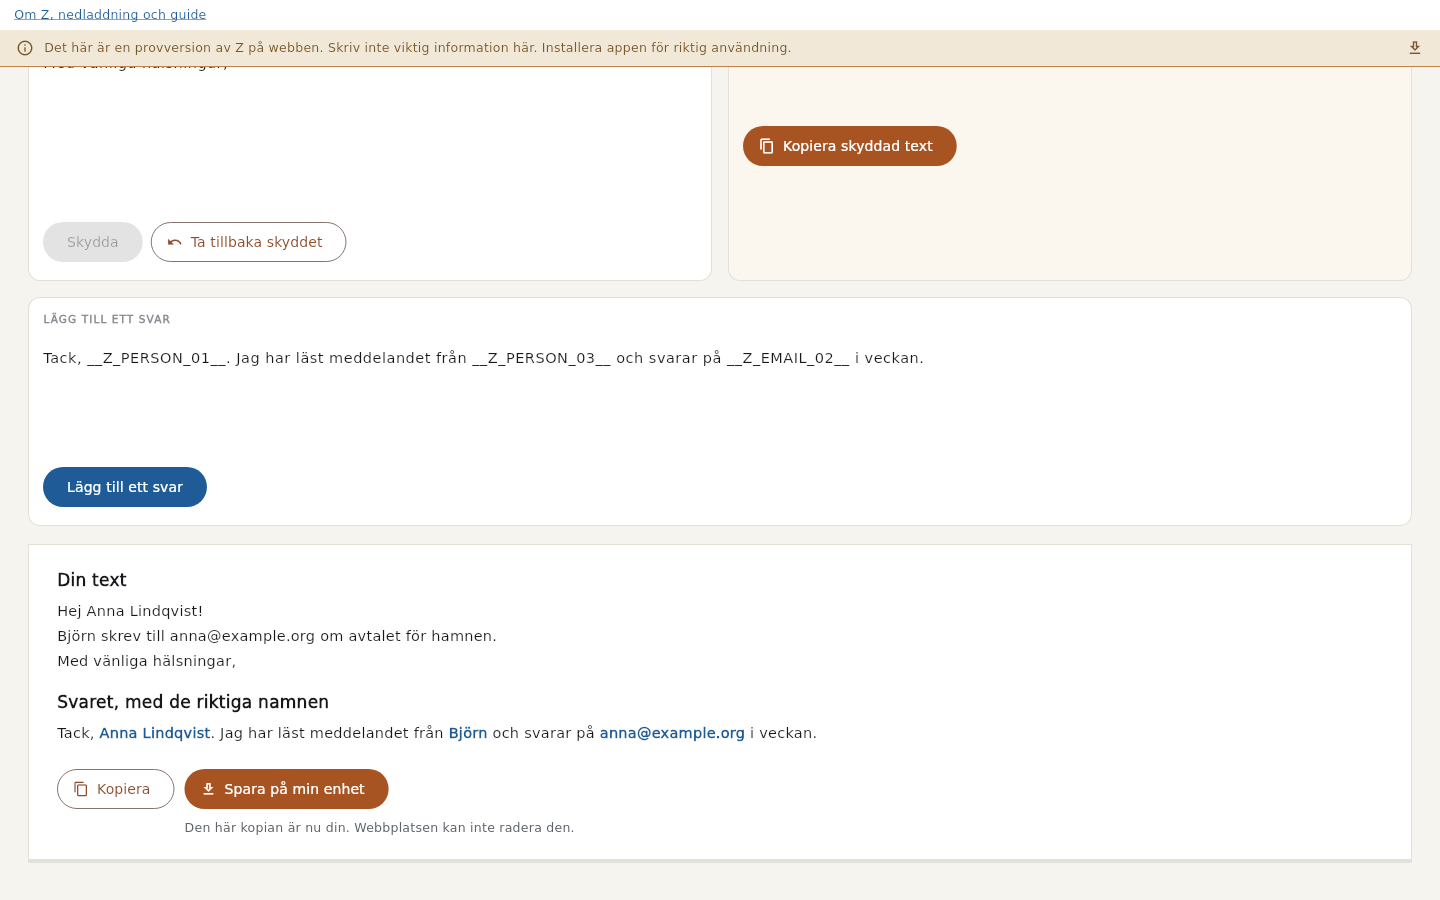 Om Z, nedladdning och guide
Det här är en provversion av Z på webben. Skriv inte viktig information här. Installera appen för riktig användning.
Med vänliga hälsningar,
Kopiera skyddad text
Skydda
Ta tillbaka skyddet
LÄGG TILL ETT SVAR
Tack, __Z_PERSON_01__. Jag har läst meddelandet från __Z_PERSON_03__ och svarar på __Z_EMAIL_02__ i veckan.
Lägg till ett svar
Din text
Hej Anna Lindqvist!
Björn skrev till anna@example.org om avtalet för hamnen.
Med vänliga hälsningar,
Svaret, med de riktiga namnen
Tack, Anna Lindqvist. Jag har läst meddelandet från Björn och svarar på anna@example.org i veckan.
Kopiera
Spara på min enhet
Den här kopian är nu din. Webbplatsen kan inte radera den.